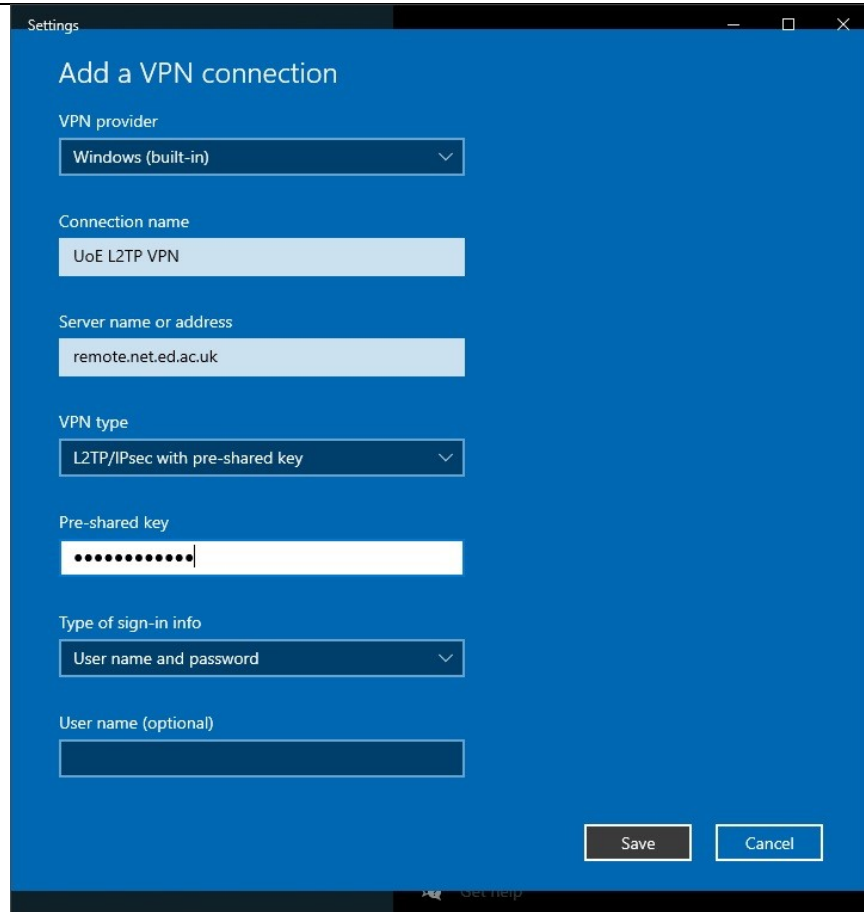 Settings
Add a VPN connection
VPN provider
Windows (built-in)
Connection name
UoE L2TP VPN
Server name or address
remote.net.ed.ac.uk
VPN type
L2TP/IPsec with pre-shared key
Pre-shared key
●●●●●●●●●●●●
Type of sign-in info
User name and password
User name (optional)
Save Cancel
Get help